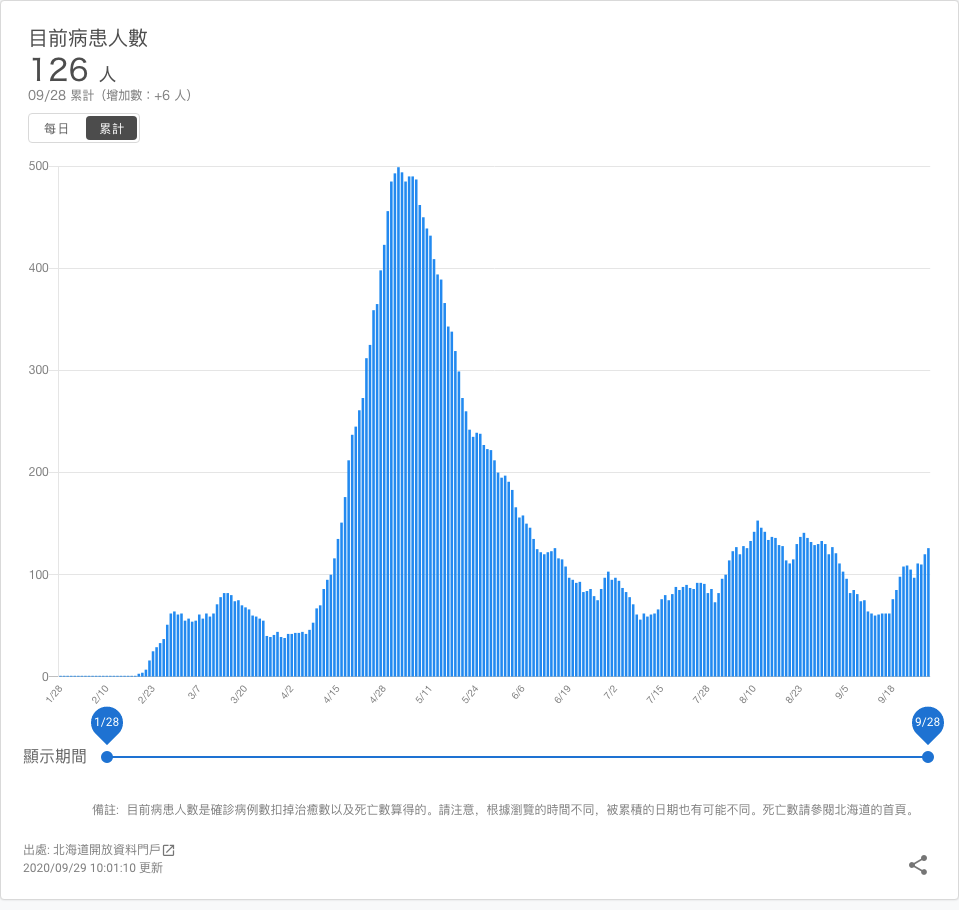 目前病患人數
126 人
09/28 累計（增加數：+6 人）
每日 累計
500
400
300
200
100
0
1/28 2/10 2/23 3/7 3/20 4/2 4/15 4/28 5/11 5/24 6/6 6/19 7/2 7/15 7/28 8/10 8/23 9/5 9/18
1/28 9/28
顯示期間
備註: 目前病患人數是確診病例數扣掉治癒數以及死亡數算得的。請注意，根據瀏覽的時間不同，被累積的日期也有可能不同。死亡數請參閱北海道的首頁。
出處: 北海道開放資料門戶
2020/09/29 10:01:10 更新